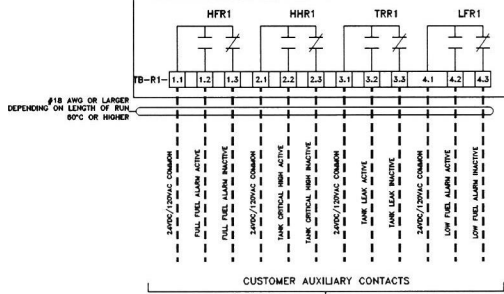 HFR1 HHR1 TRR1 LFR1
TB-R1- 1.1 1.2 1.3 2.1 2.2 2.3 3.1 3.2 3.3 4.1 4.2 4.3
#18 AWG OR LARGER
DEPENDING ON LENGTH OF RUN
60°C OR HIGHER
24VDC/120VAC COMMON
FULL FUEL ALARM ACTIVE
FULL FUEL ALARM INACTIVE
24VDC/120VAC COMMON
TANK CRITICAL HIGH ACTIVE
TANK CRITICAL HIGH INACTIVE
24VDC/120VAC COMMON
TANK LEAK ACTIVE
TANK LEAK INACTIVE
24VDC/120VAC COMMON
LOW FUEL ALARM ACTIVE
LOW FUEL ALARM INACTIVE
CUSTOMER AUXILIARY CONTACTS